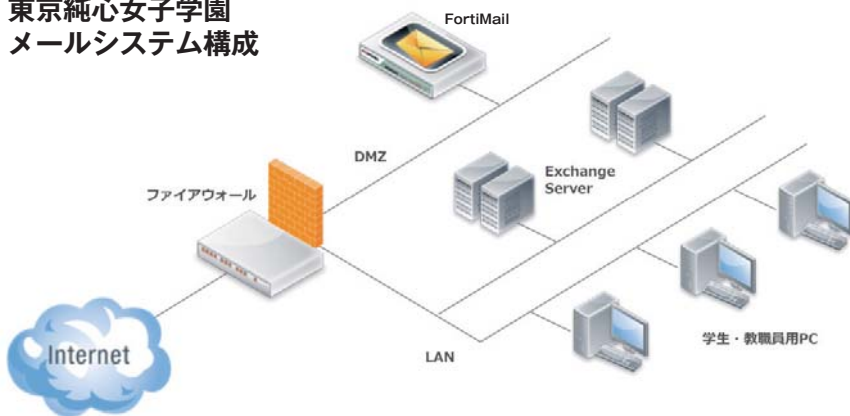 東京純心女子学園
メールシステム構成
FortiMail
DMZ
Exchange
Server
ファイアウォール
Internet
LAN
学生・教職員用PC